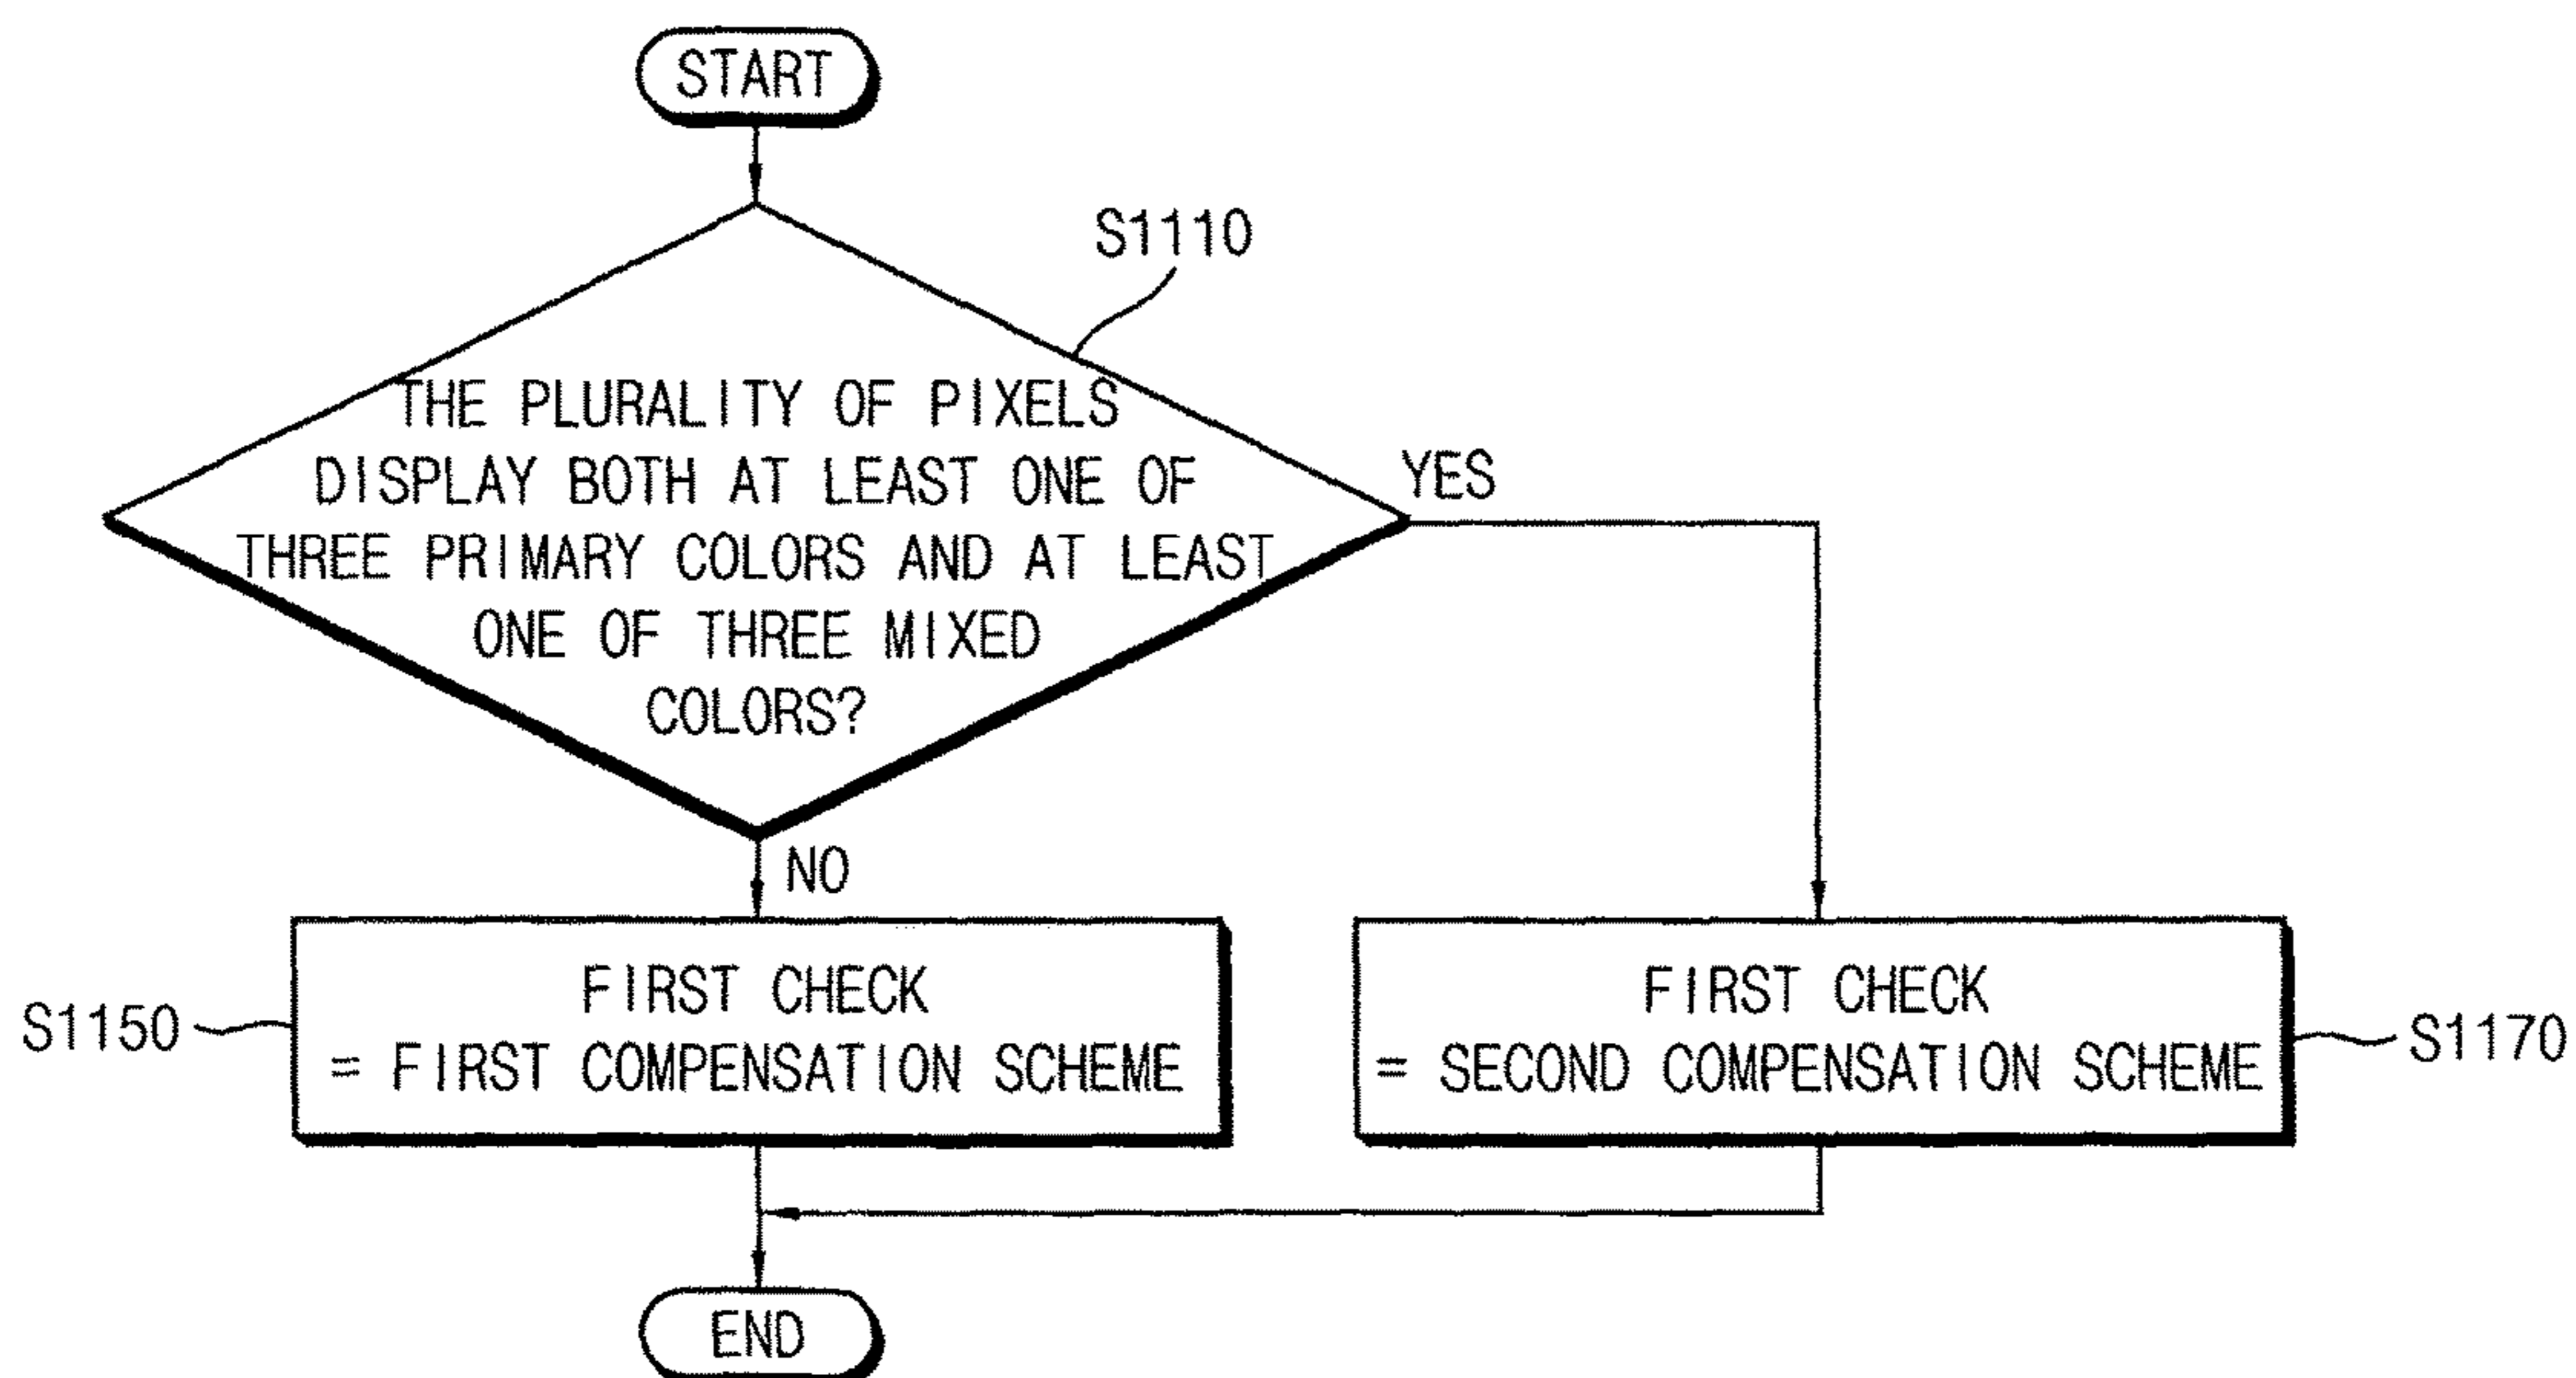 START
S1110
THE PLURALITY OF PIXELS
DISPLAY BOTH AT LEAST ONE OF
THREE PRIMARY COLORS AND AT LEAST
ONE OF THREE MIXED
COLORS?
YES
NO
S1150
FIRST CHECK
= FIRST COMPENSATION SCHEME
FIRST CHECK
= SECOND COMPENSATION SCHEME
S1170
END